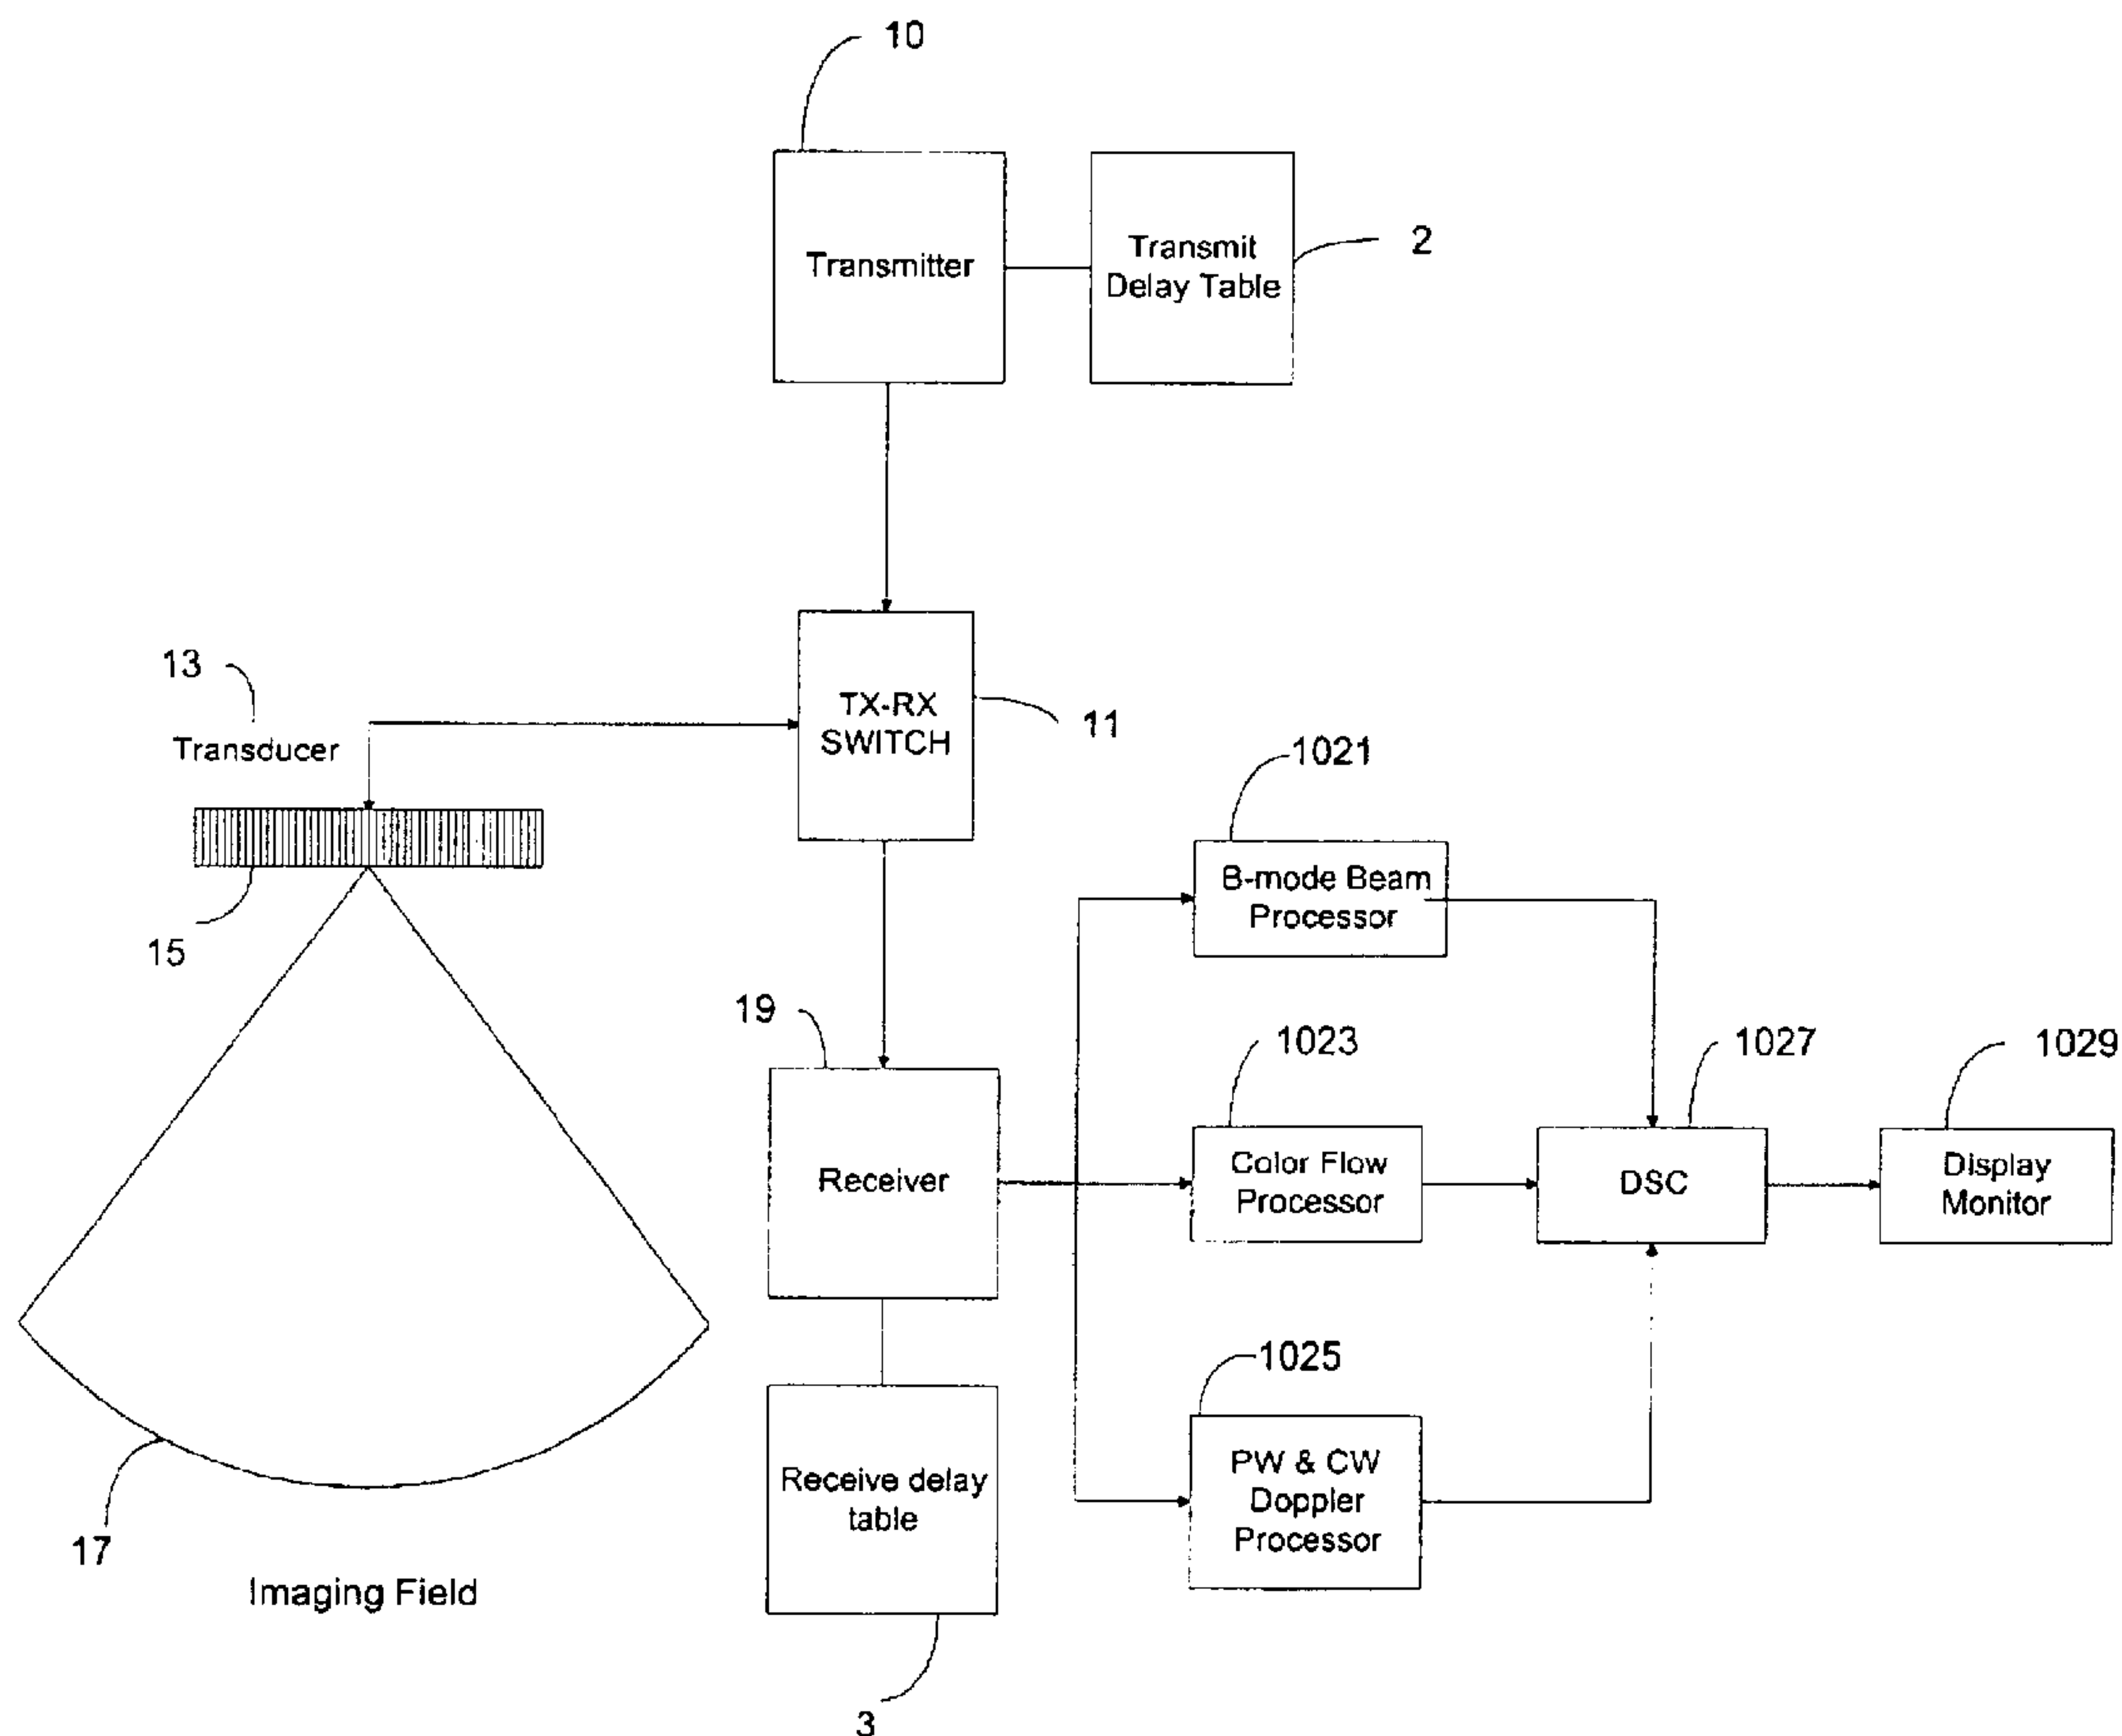 10
Transmitter
Transmit
Delay Table
2
13
Transducer
TX-RX
SWITCH
11
15
1021
B-mode Beam
Processor
19
Receiver
1023
Color Flow
Processor
1027
DSC
1029
Display
Monitor
1025
PW & CW
Doppler
Processor
Receive delay
table
17
Imaging Field
3